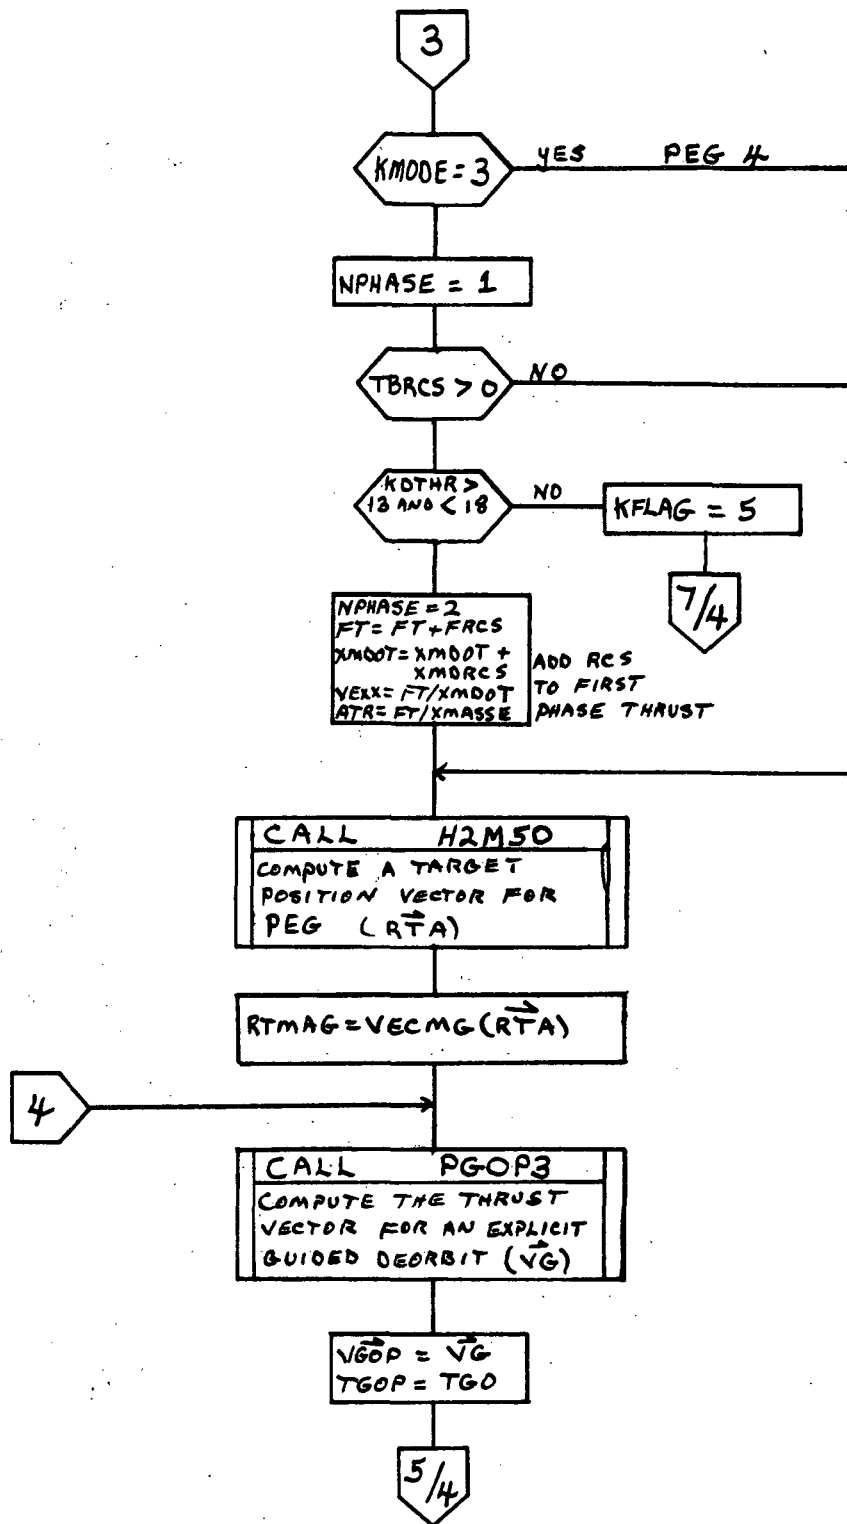 3
KMODE = 3
YES PEG 4
NPHASE = 1
TBRCS > 0
NO
KDTHR >
13 AND < 18
NO
KFLAG = 5
7/4
NPHASE = 2
FT = FT + FRCS
XMDOT = XMDOT +
XMDRCS
VEXX = FT/XMDOT
ATR = FT/XMASSE
ADD RCS
TO FIRST
PHASE THRUST
CALL H2M50
COMPUTE A TARGET
POSITION VECTOR FOR
PEG (RTA)
RTMAG = VECMG(RTA)
4
CALL PGOP3
COMPUTE THE THRUST
VECTOR FOR AN EXPLICIT
GUIDED DEORBIT (VG)
VGOP = VG
TGOP = TGO
5/4